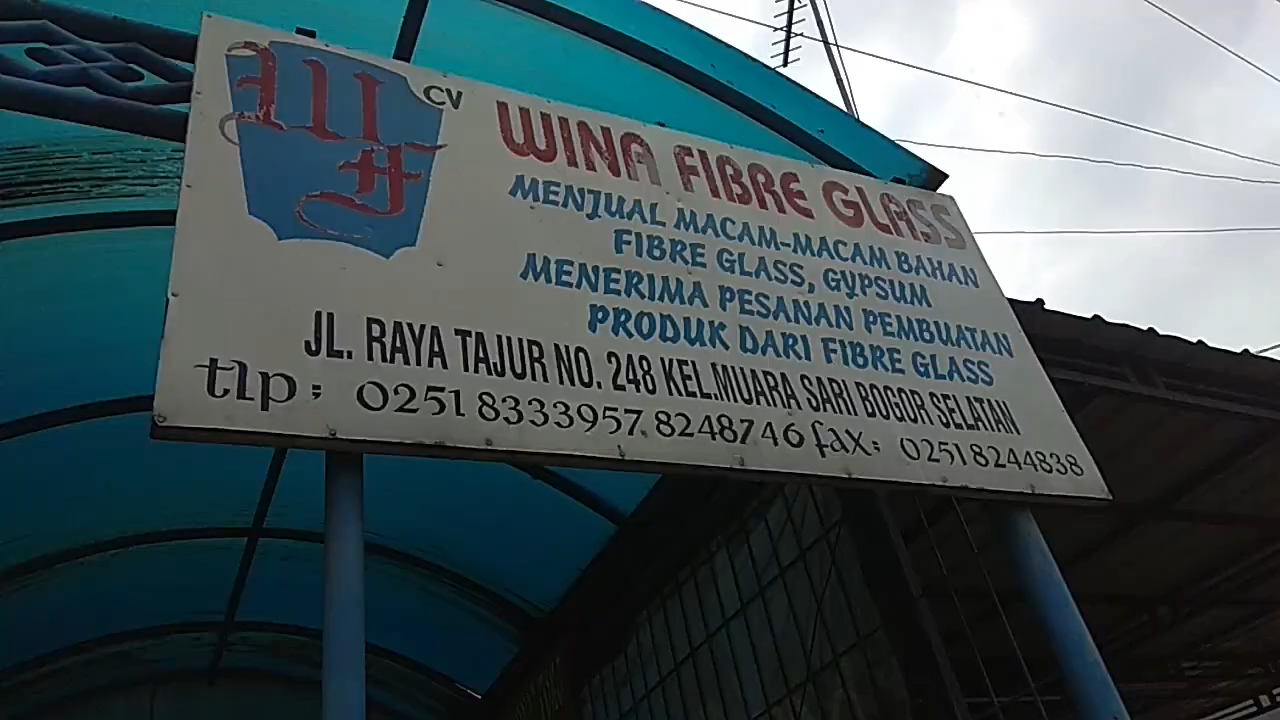 WF
CV
WINA FIBRE GLASS
MENJUAL MACAM-MACAM BAHAN
FIBRE GLASS, GYPSUM
MENERIMA PESANAN PEMBUATAN
PRODUK DARI FIBRE GLASS
JL. RAYA TAJUR NO. 248 KEL.MUARA SARI BOGOR SELATAN
tlp : 0251 8333957, 8248746 fax: 0251 8244838